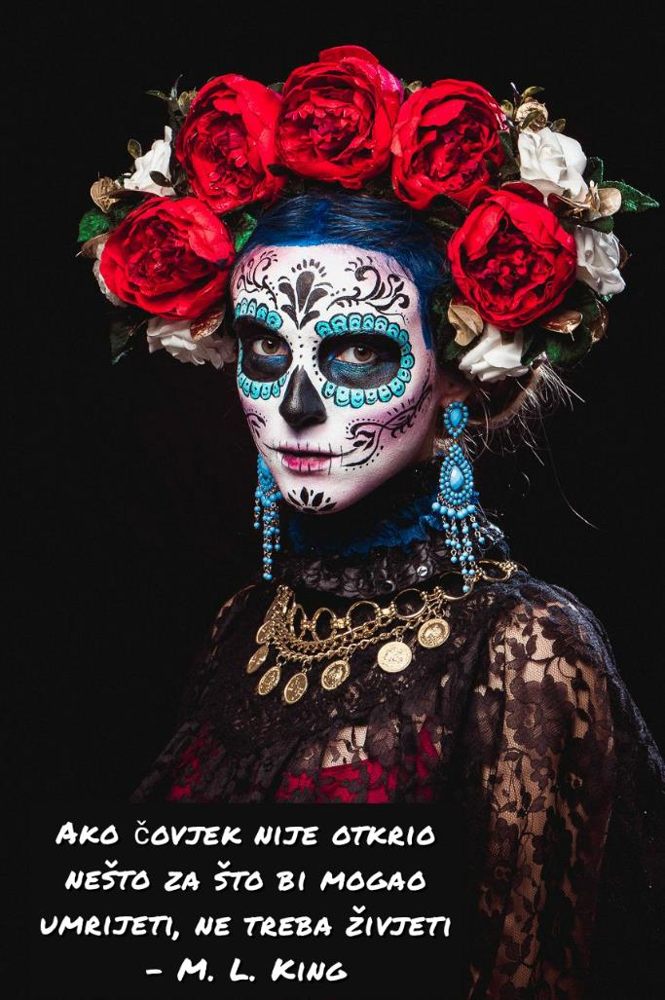 Ako čovjek nije otkrio
nešto za što bi mogao
umrijeti, ne treba živjeti
- M. L. King